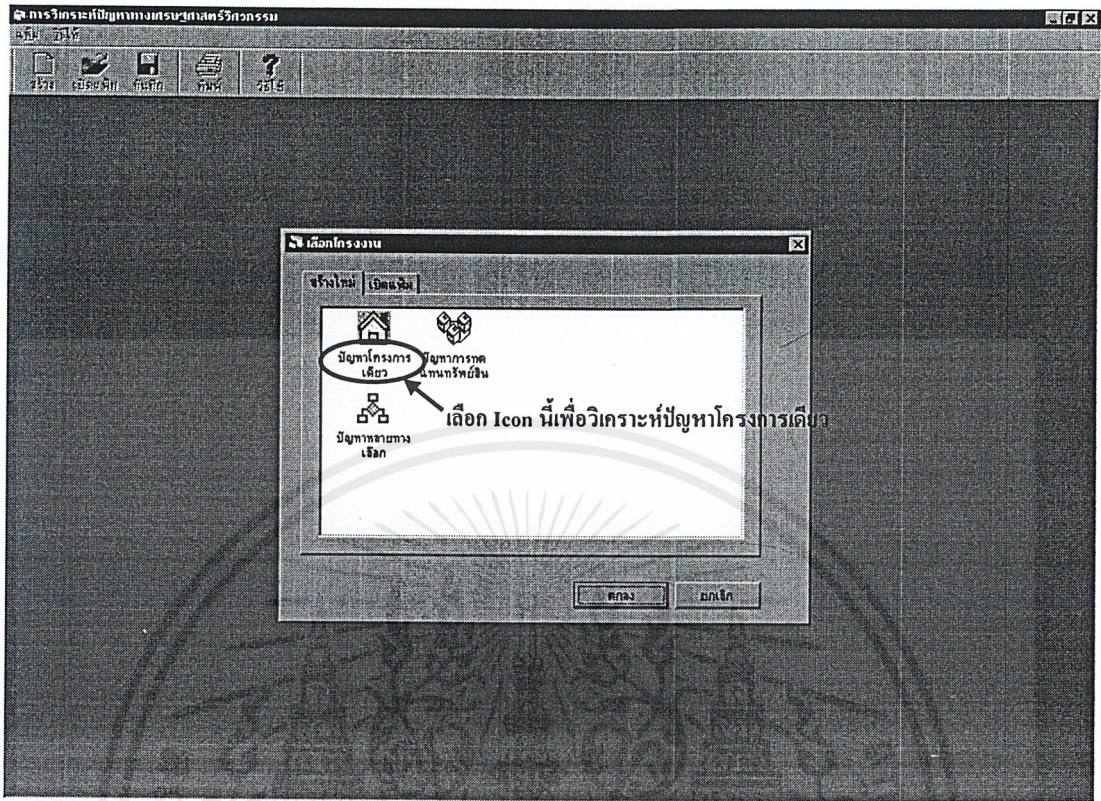 การวิเคราะห์ปัญหาทางเศรษฐศาสตร์วิศวกรรม
แฟ้ม วิธีใช้
สร้าง เปิดแฟ้ม บันทึก พิมพ์ วิธีใช้
เลือกโครงงาน
สร้างใหม่ เปิดแฟ้ม
ปัญหาโครงการ
เดียว
ปัญหาการทด
แทนทรัพย์สิน
เลือก Icon นี้เพื่อวิเคราะห์ปัญหาโครงการเดียว
ปัญหาหลายทาง
เลือก
ตกลง ยกเลิก